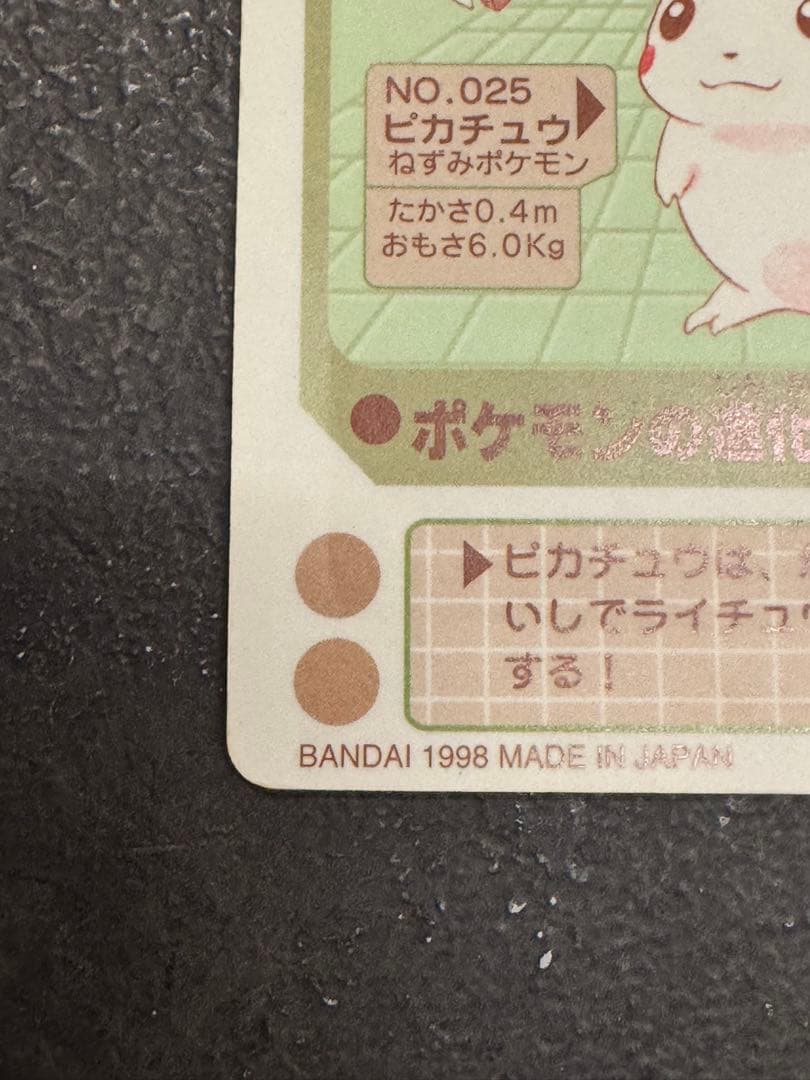 NO.025
ピカチュウ
ねずみポケモン
たかさ0.4m
おもさ6.0Kg
●ポケモンの進化
▶ピカチュウは、
いしでライチュウ
する！
BANDAI 1998 MADE IN JAPAN